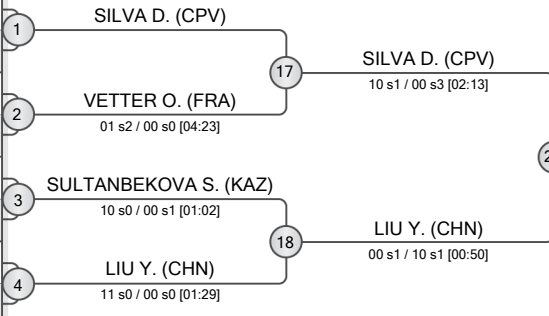 1
SILVA D. (CPV)
17
SILVA D. (CPV)
10 s1 / 00 s3 [02:13]
2
VETTER O. (FRA)
01 s2 / 00 s0 [04:23]
3
SULTANBEKOVA S. (KAZ)
10 s0 / 00 s1 [01:02]
18
LIU Y. (CHN)
00 s1 / 10 s1 [00:50]
4
LIU Y. (CHN)
11 s0 / 00 s0 [01:29]